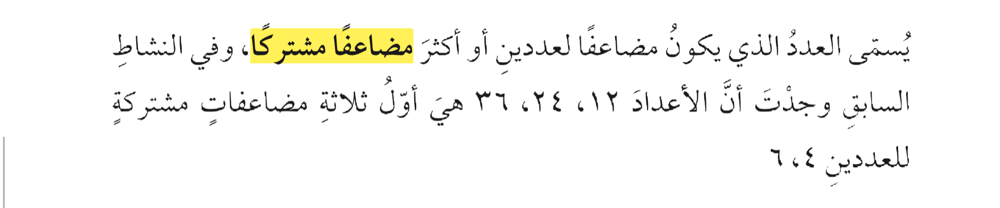 يُسمّى العددُ الذي يكونُ مضاعفًا لعددينِ أو أكثرَ مضاعفًا مشتركًا، وفي النشاطِ
السابقِ وجدْتَ أنَّ الأعدادَ ١٢، ٢٤، ٣٦ هيَ أوّلُ ثلاثةِ مضاعفاتٍ مشتركةٍ
للعددينِ ٤، ٦